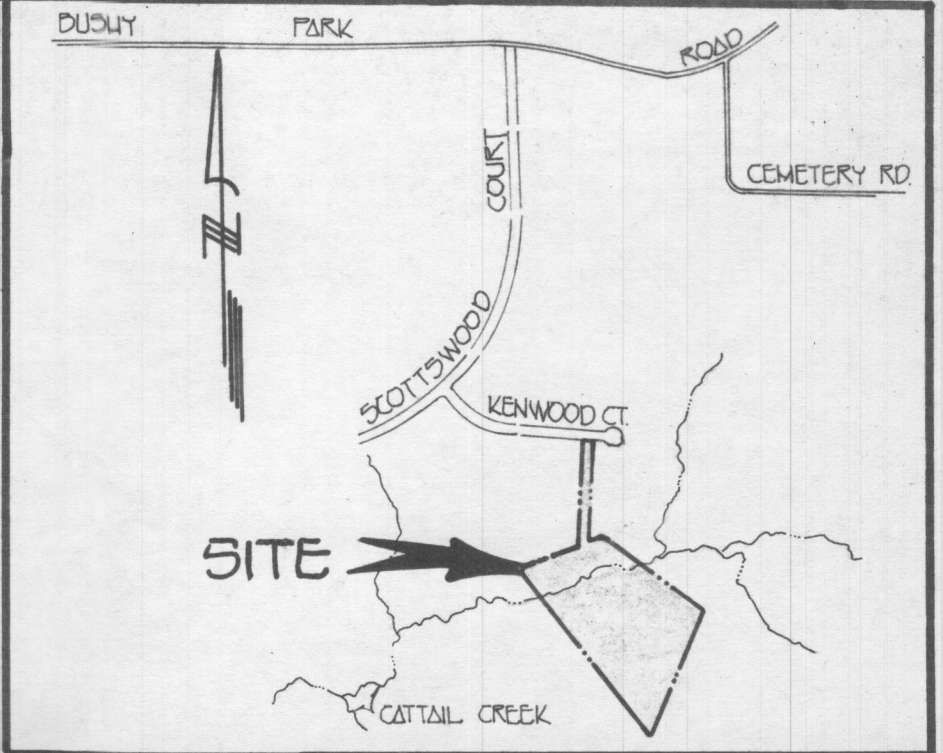 BUSHY PARK ROAD
COURT
CEMETERY RD.
SCOTTSWOOD
KENWOOD CT.
N
SITE
CATTAIL CREEK